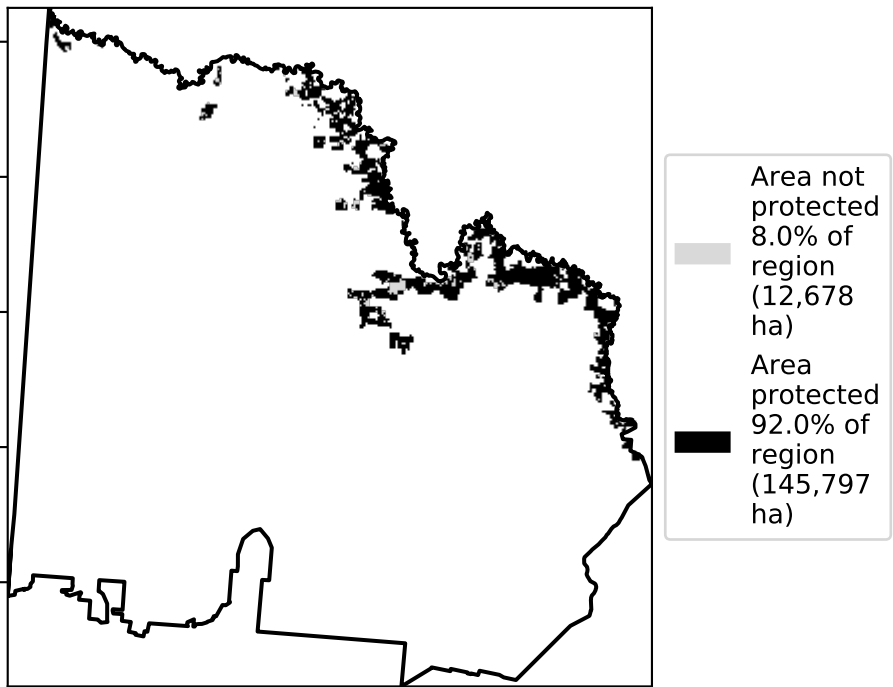 Area not
protected
8.0% of
region
(12,678
ha)
Area
protected
92.0% of
region
(145,797
ha)